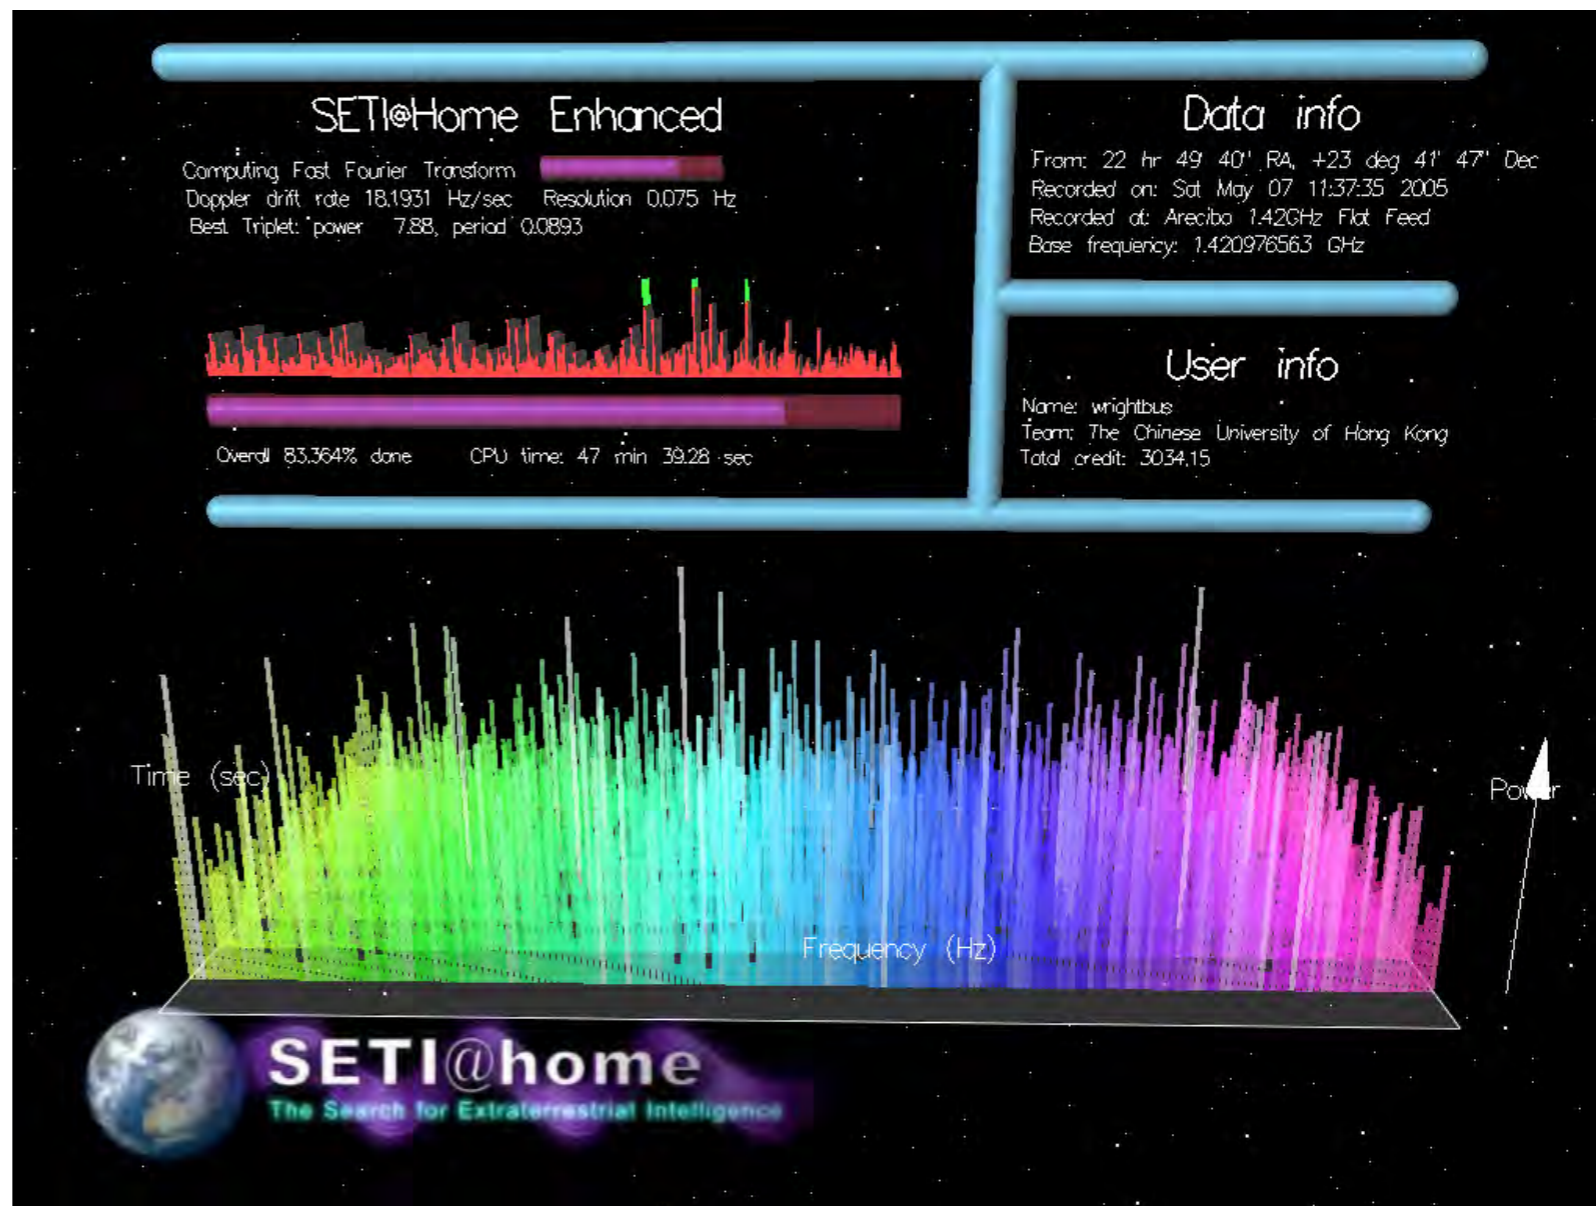 SETI@Home Enhanced
Computing Fast Fourier Transform
Doppler drift rate 18.1931 Hz/sec Resolution 0.075 Hz
Best Triplet: power 7.88, period 0.0893
Overall 83.364% done CPU time: 47 min 39.28 sec
Data info
From: 22 hr 49' 40'' RA, +23 deg 41' 47'' Dec
Recorded on: Sat May 07 11:37:35 2005
Recorded at: Arecibo 1.42GHz Flat Feed
Base frequency: 1.420976563 GHz
User info
Name: wrightbus
Team: The Chinese University of Hong Kong
Total credit: 3034.15
Time (sec)
Power
Frequency (Hz)
SETI@home
The Search for Extraterrestrial Intelligence